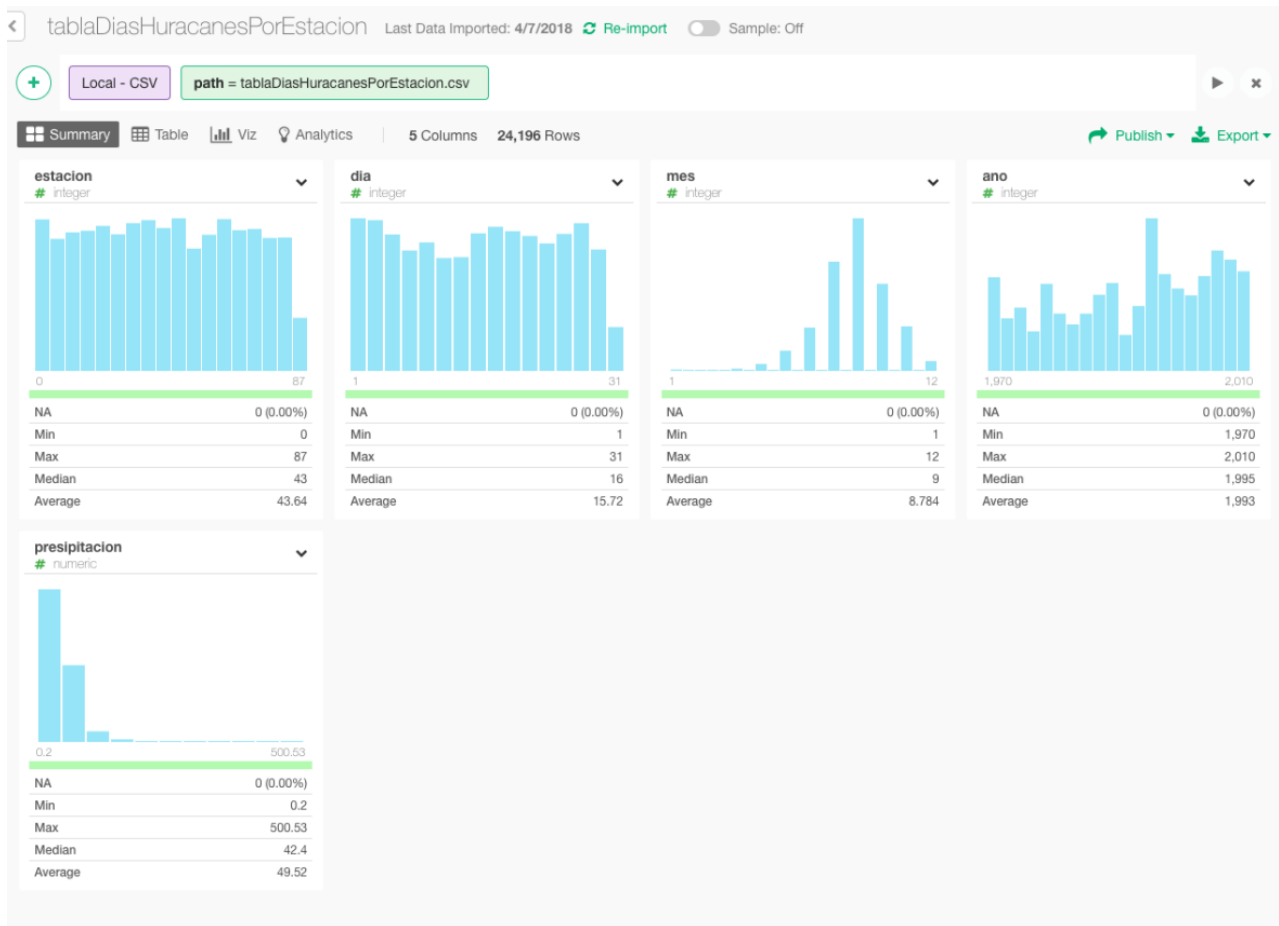 tablaDiasHuracanesPorEstacion Last Data Imported: 4/7/2018 Re-import Sample: Off
Local - CSV path = tablaDiasHuracanesPorEstacion.csv
Summary Table Viz Analytics 5 Columns 24,196 Rows Publish Export
estacion
# integer
0 87
NA 0 (0.00%)
Min 0
Max 87
Median 43
Average 43.64
dia
# integer
1 31
NA 0 (0.00%)
Min 1
Max 31
Median 16
Average 15.72
mes
# integer
1 12
NA 0 (0.00%)
Min 1
Max 12
Median 9
Average 8.784
ano
# integer
1,970 2,010
NA 0 (0.00%)
Min 1,970
Max 2,010
Median 1,995
Average 1,993
presipitacion
# numeric
0.2 500.53
NA 0 (0.00%)
Min 0.2
Max 500.53
Median 42.4
Average 49.52